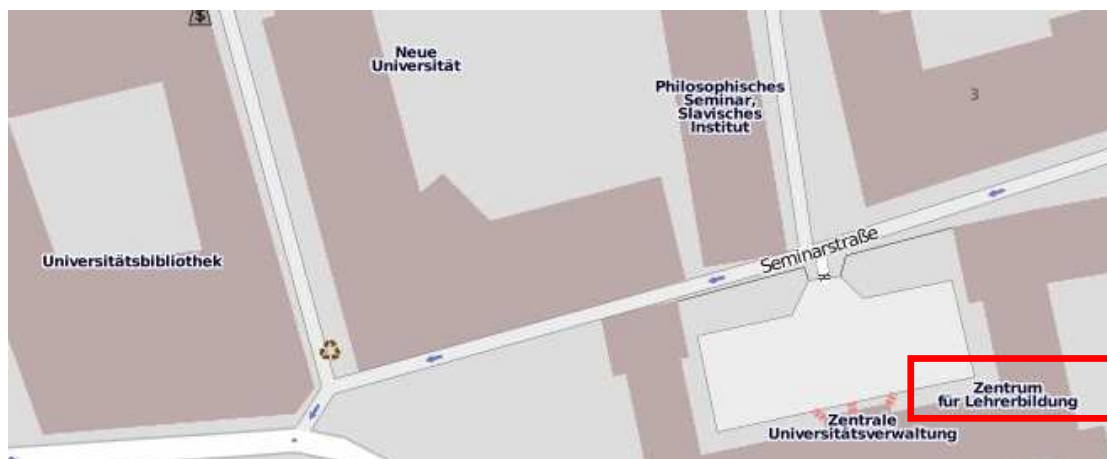 $
Neue
Universität
Philosophisches
Seminar,
Slavisches
Institut
3
Universitätsbibliothek
Seminarstraße
Zentrum
für Lehrerbildung
Zentrale
Universitätsverwaltung